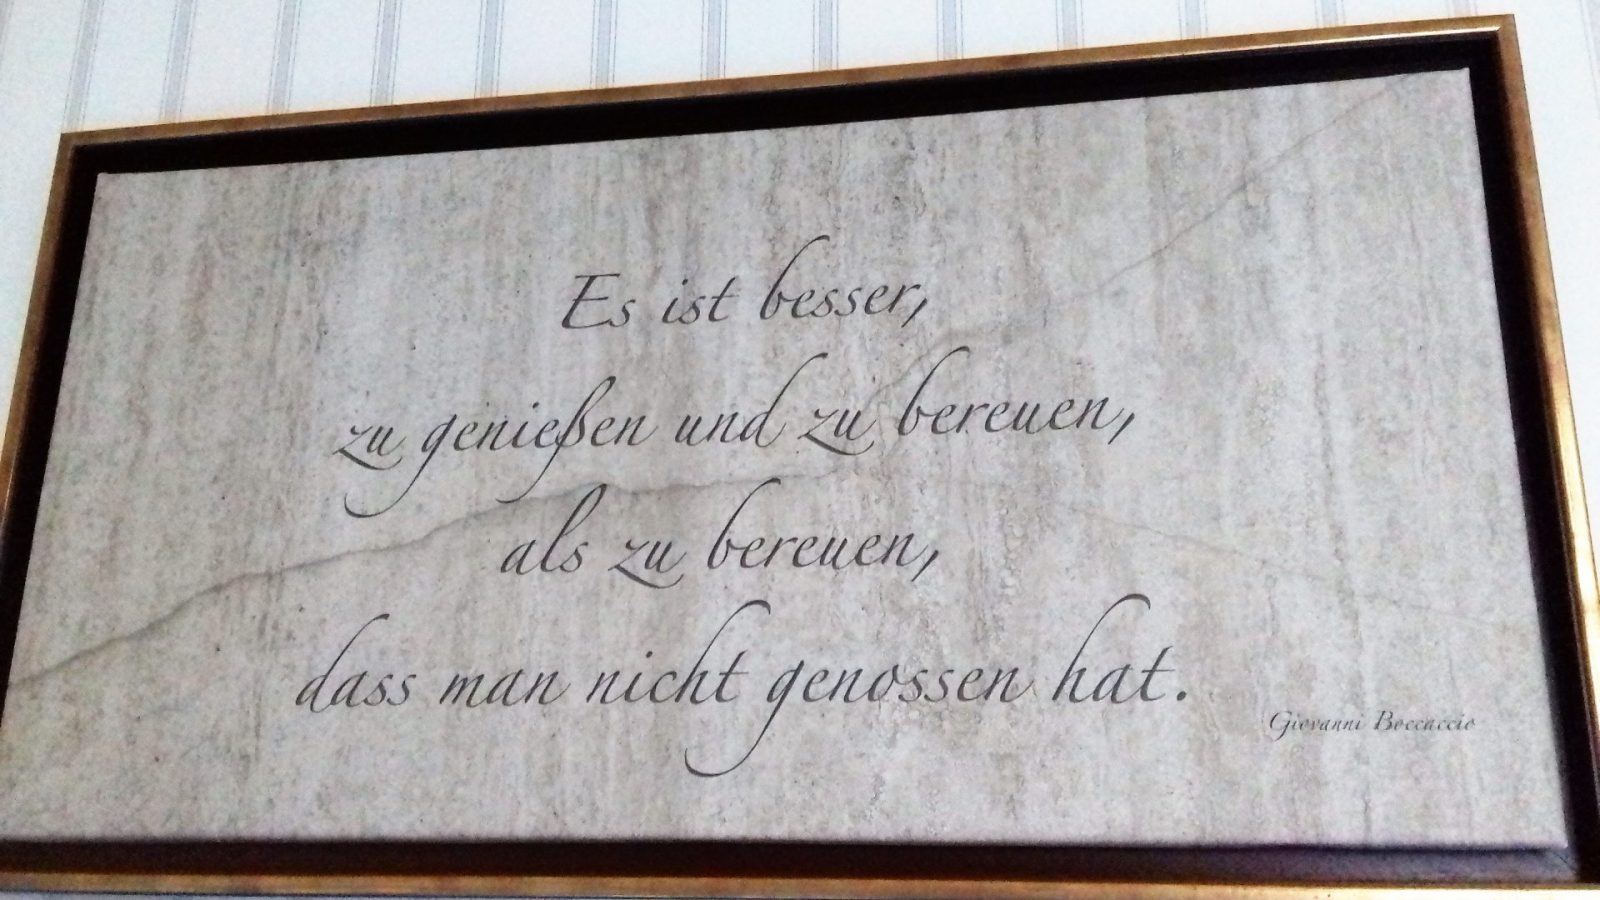 Es ist besser,
zu genießen und zu bereuen,
als zu bereuen,
dass man nicht genossen hat.
Giovanni Boccaccio